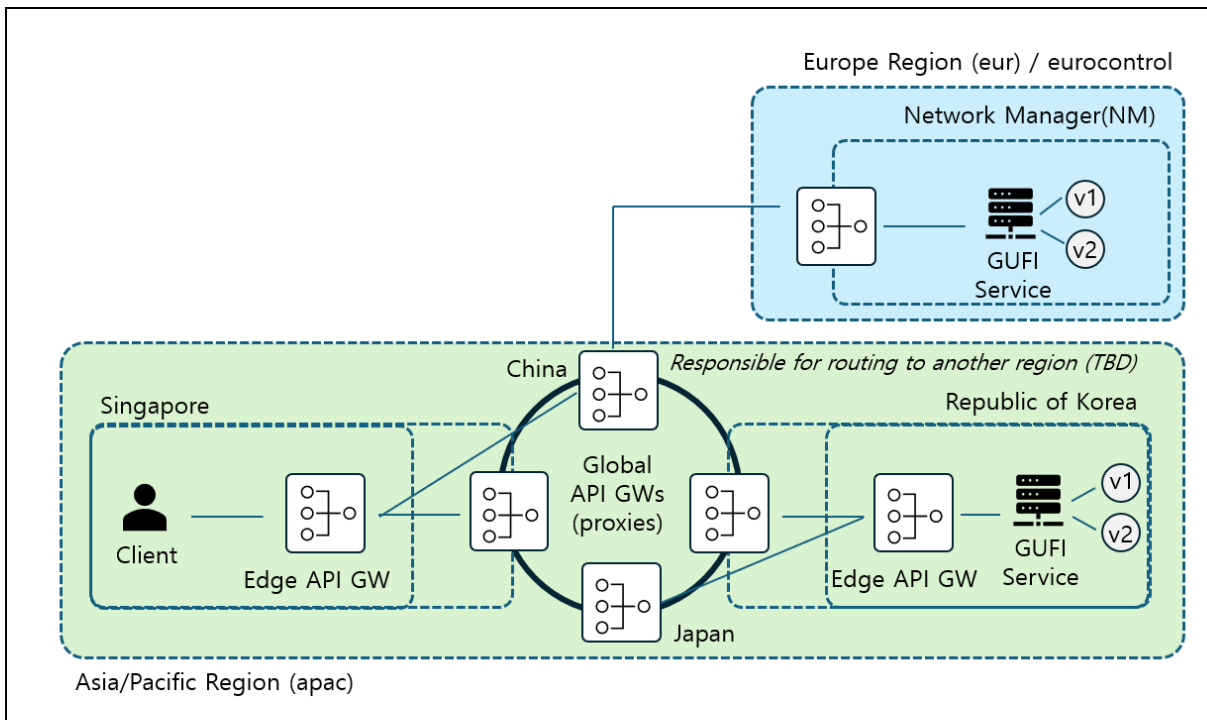 Europe Region (eur) / eurocontrol
Network Manager(NM)
v1
v2
GUFI
Service
China
Responsible for routing to another region (TBD)
Singapore
Republic of Korea
Global
API GWs
(proxies)
v1
v2
Client
Edge API GW
Edge API GW
GUFI
Service
Japan
Asia/Pacific Region (apac)